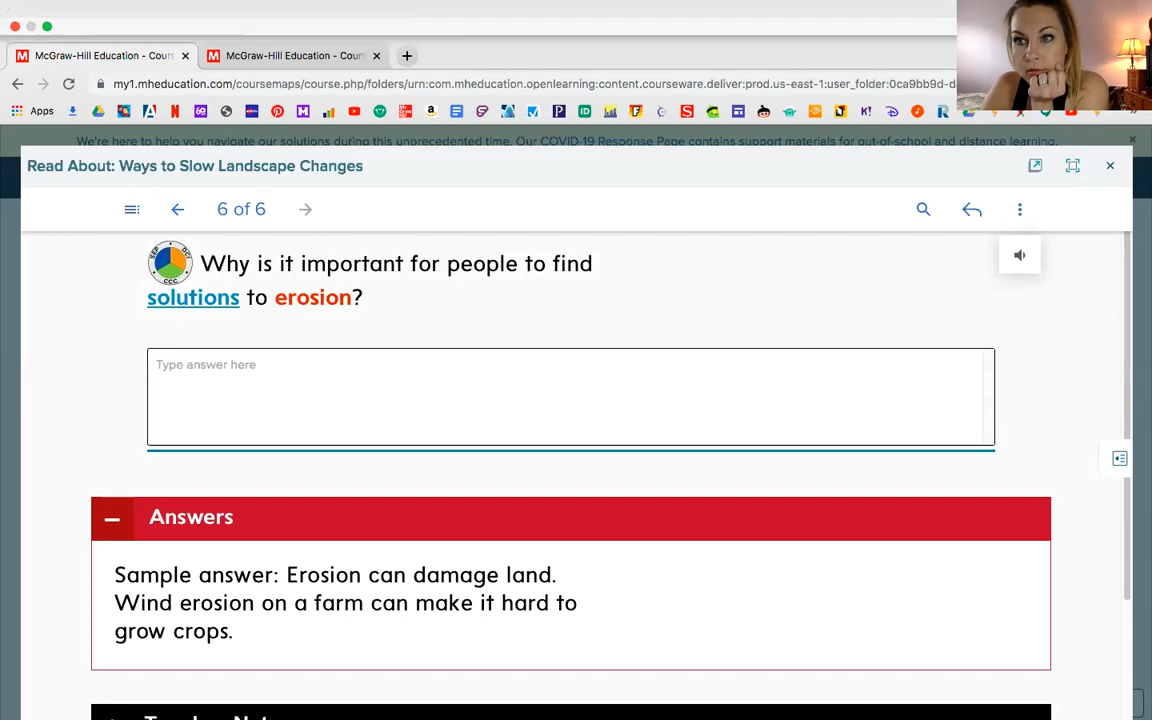 McGraw-Hill Education - Cours
McGraw-Hill Education - Cours
my1.mheducation.com/coursemaps/course.php/folders/urn:com.mheducation.openlearning:content.courseware.deliver:prod.us-east-1:user_folder:0ca9bb9d-d
Apps
We're here to help you navigate our solutions during this unprecedented time. Our COVID-19 Response Page contains support materials for out-of-school and distance learning.
Read About: Ways to Slow Landscape Changes
6 of 6
SEP DCI CCC
Why is it important for people to find
solutions to erosion?
Type answer here
Answers
Sample answer: Erosion can damage land.
Wind erosion on a farm can make it hard to
grow crops.